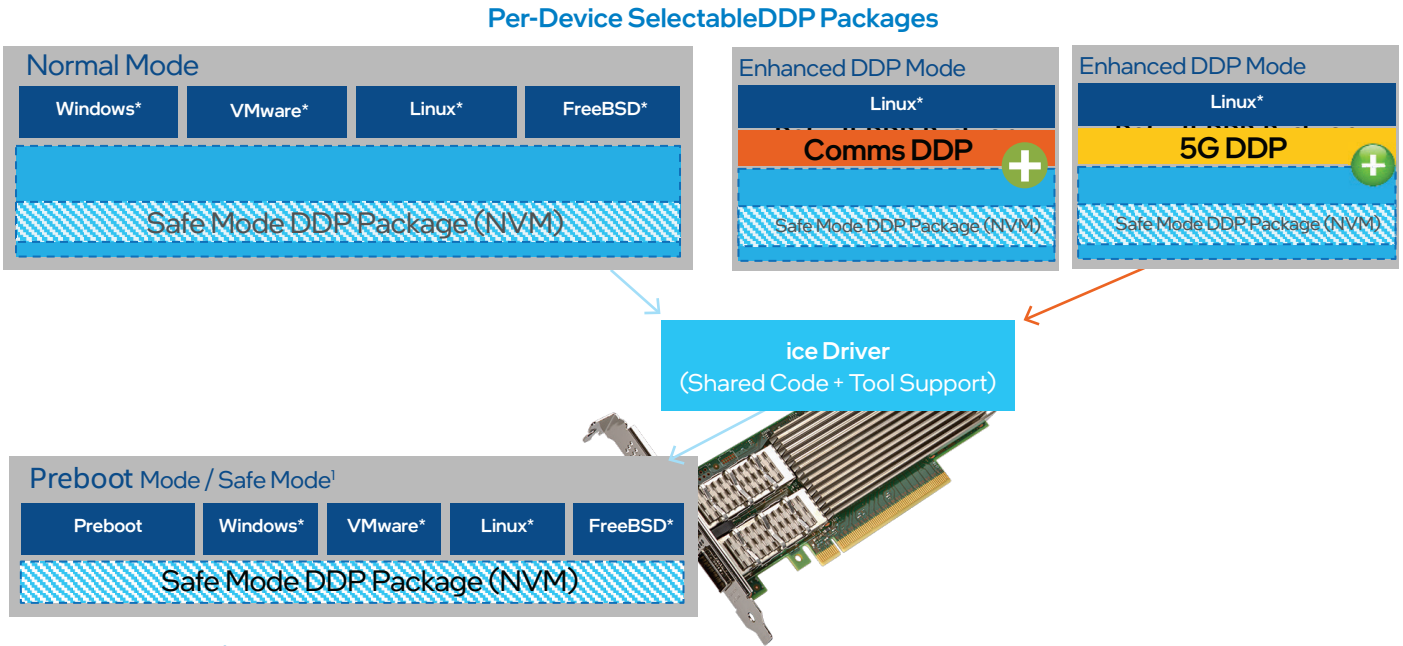 Per-Device SelectableDDP Packages
Normal Mode
Windows*
VMware*
Linux*
FreeBSD*
Safe Mode DDP Package (NVM)
Enhanced DDP Mode
Linux*
Comms DDP
Safe Mode DDP Package (NVM)
Enhanced DDP Mode
Linux*
5G DDP
Safe Mode DDP Package (NVM)
ice Driver
(Shared Code + Tool Support)
Preboot Mode / Safe Mode¹
Preboot
Windows*
VMware*
Linux*
FreeBSD*
Safe Mode DDP Package (NVM)